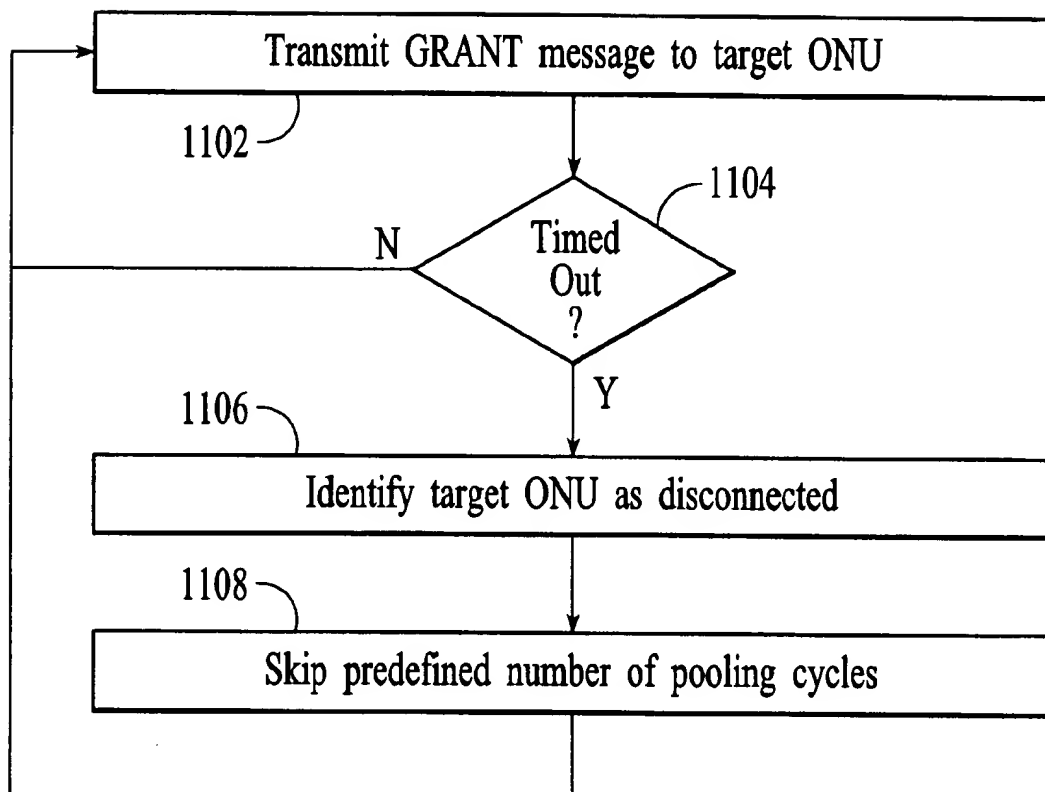 Transmit GRANT message to target ONU
1102
1104
N
Timed
Out
?
Y
1106
Identify target ONU as disconnected
1108
Skip predefined number of pooling cycles